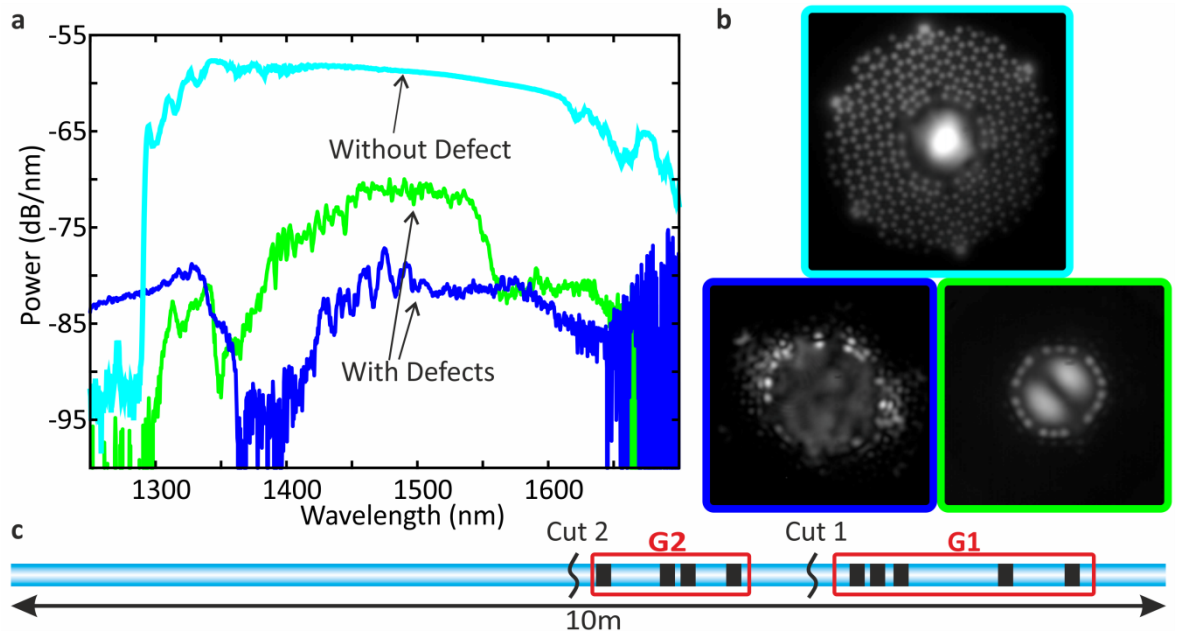 a
b
-55
-65
-75
-85
-95
Power (dB/nm)
Without Defect
With Defects
1300
1400
1500
1600
Wavelength (nm)
c
Cut 2
G2
Cut 1
G1
10m